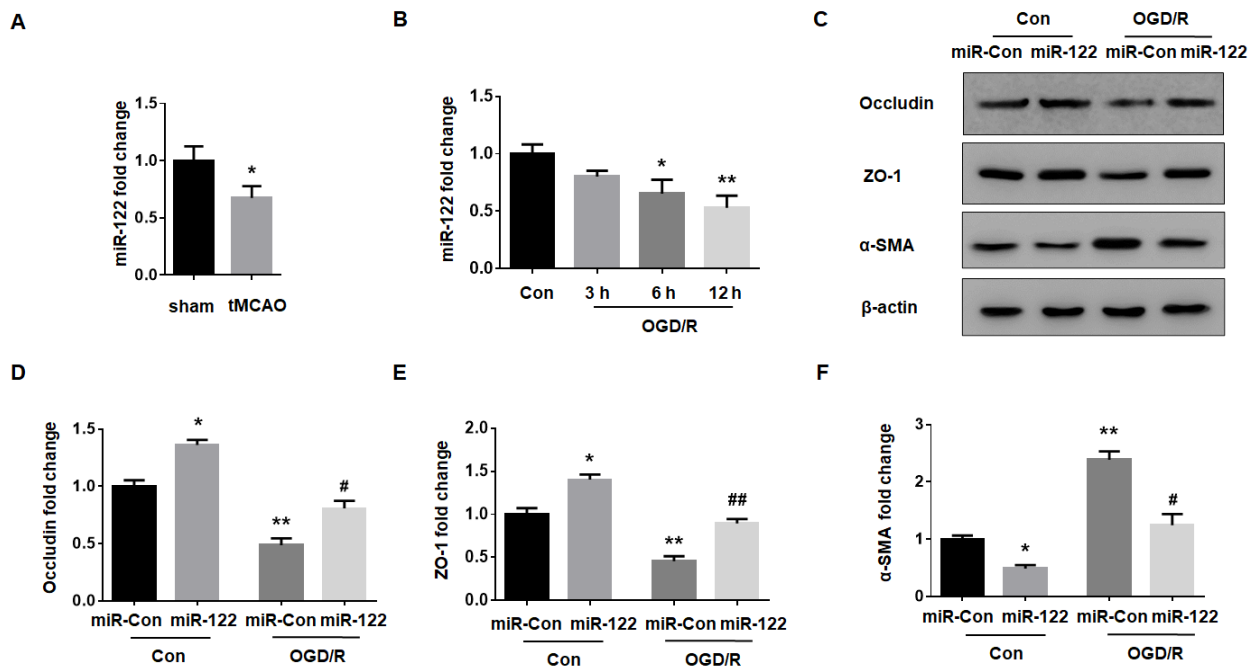 A
miR-122 fold change
1.5
1.0
0.5
0.0
*
sham tMCAO
B
miR-122 fold change
1.5
1.0
0.5
0.0
*
**
Con 3 h 6 h 12 h
OGD/R
C
Con OGD/R
miR-Con miR-122 miR-Con miR-122
Occludin
ZO-1
α-SMA
β-actin
D
Occludin fold change
1.5
1.0
0.5
0.0
*
**
#
miR-Con miR-122 miR-Con miR-122
Con OGD/R
E
ZO-1 fold change
2.0
1.5
1.0
0.5
0.0
*
**
##
miR-Con miR-122 miR-Con miR-122
Con OGD/R
F
α-SMA fold change
3
2
1
0
*
**
#
miR-Con miR-122 miR-Con miR-122
Con OGD/R